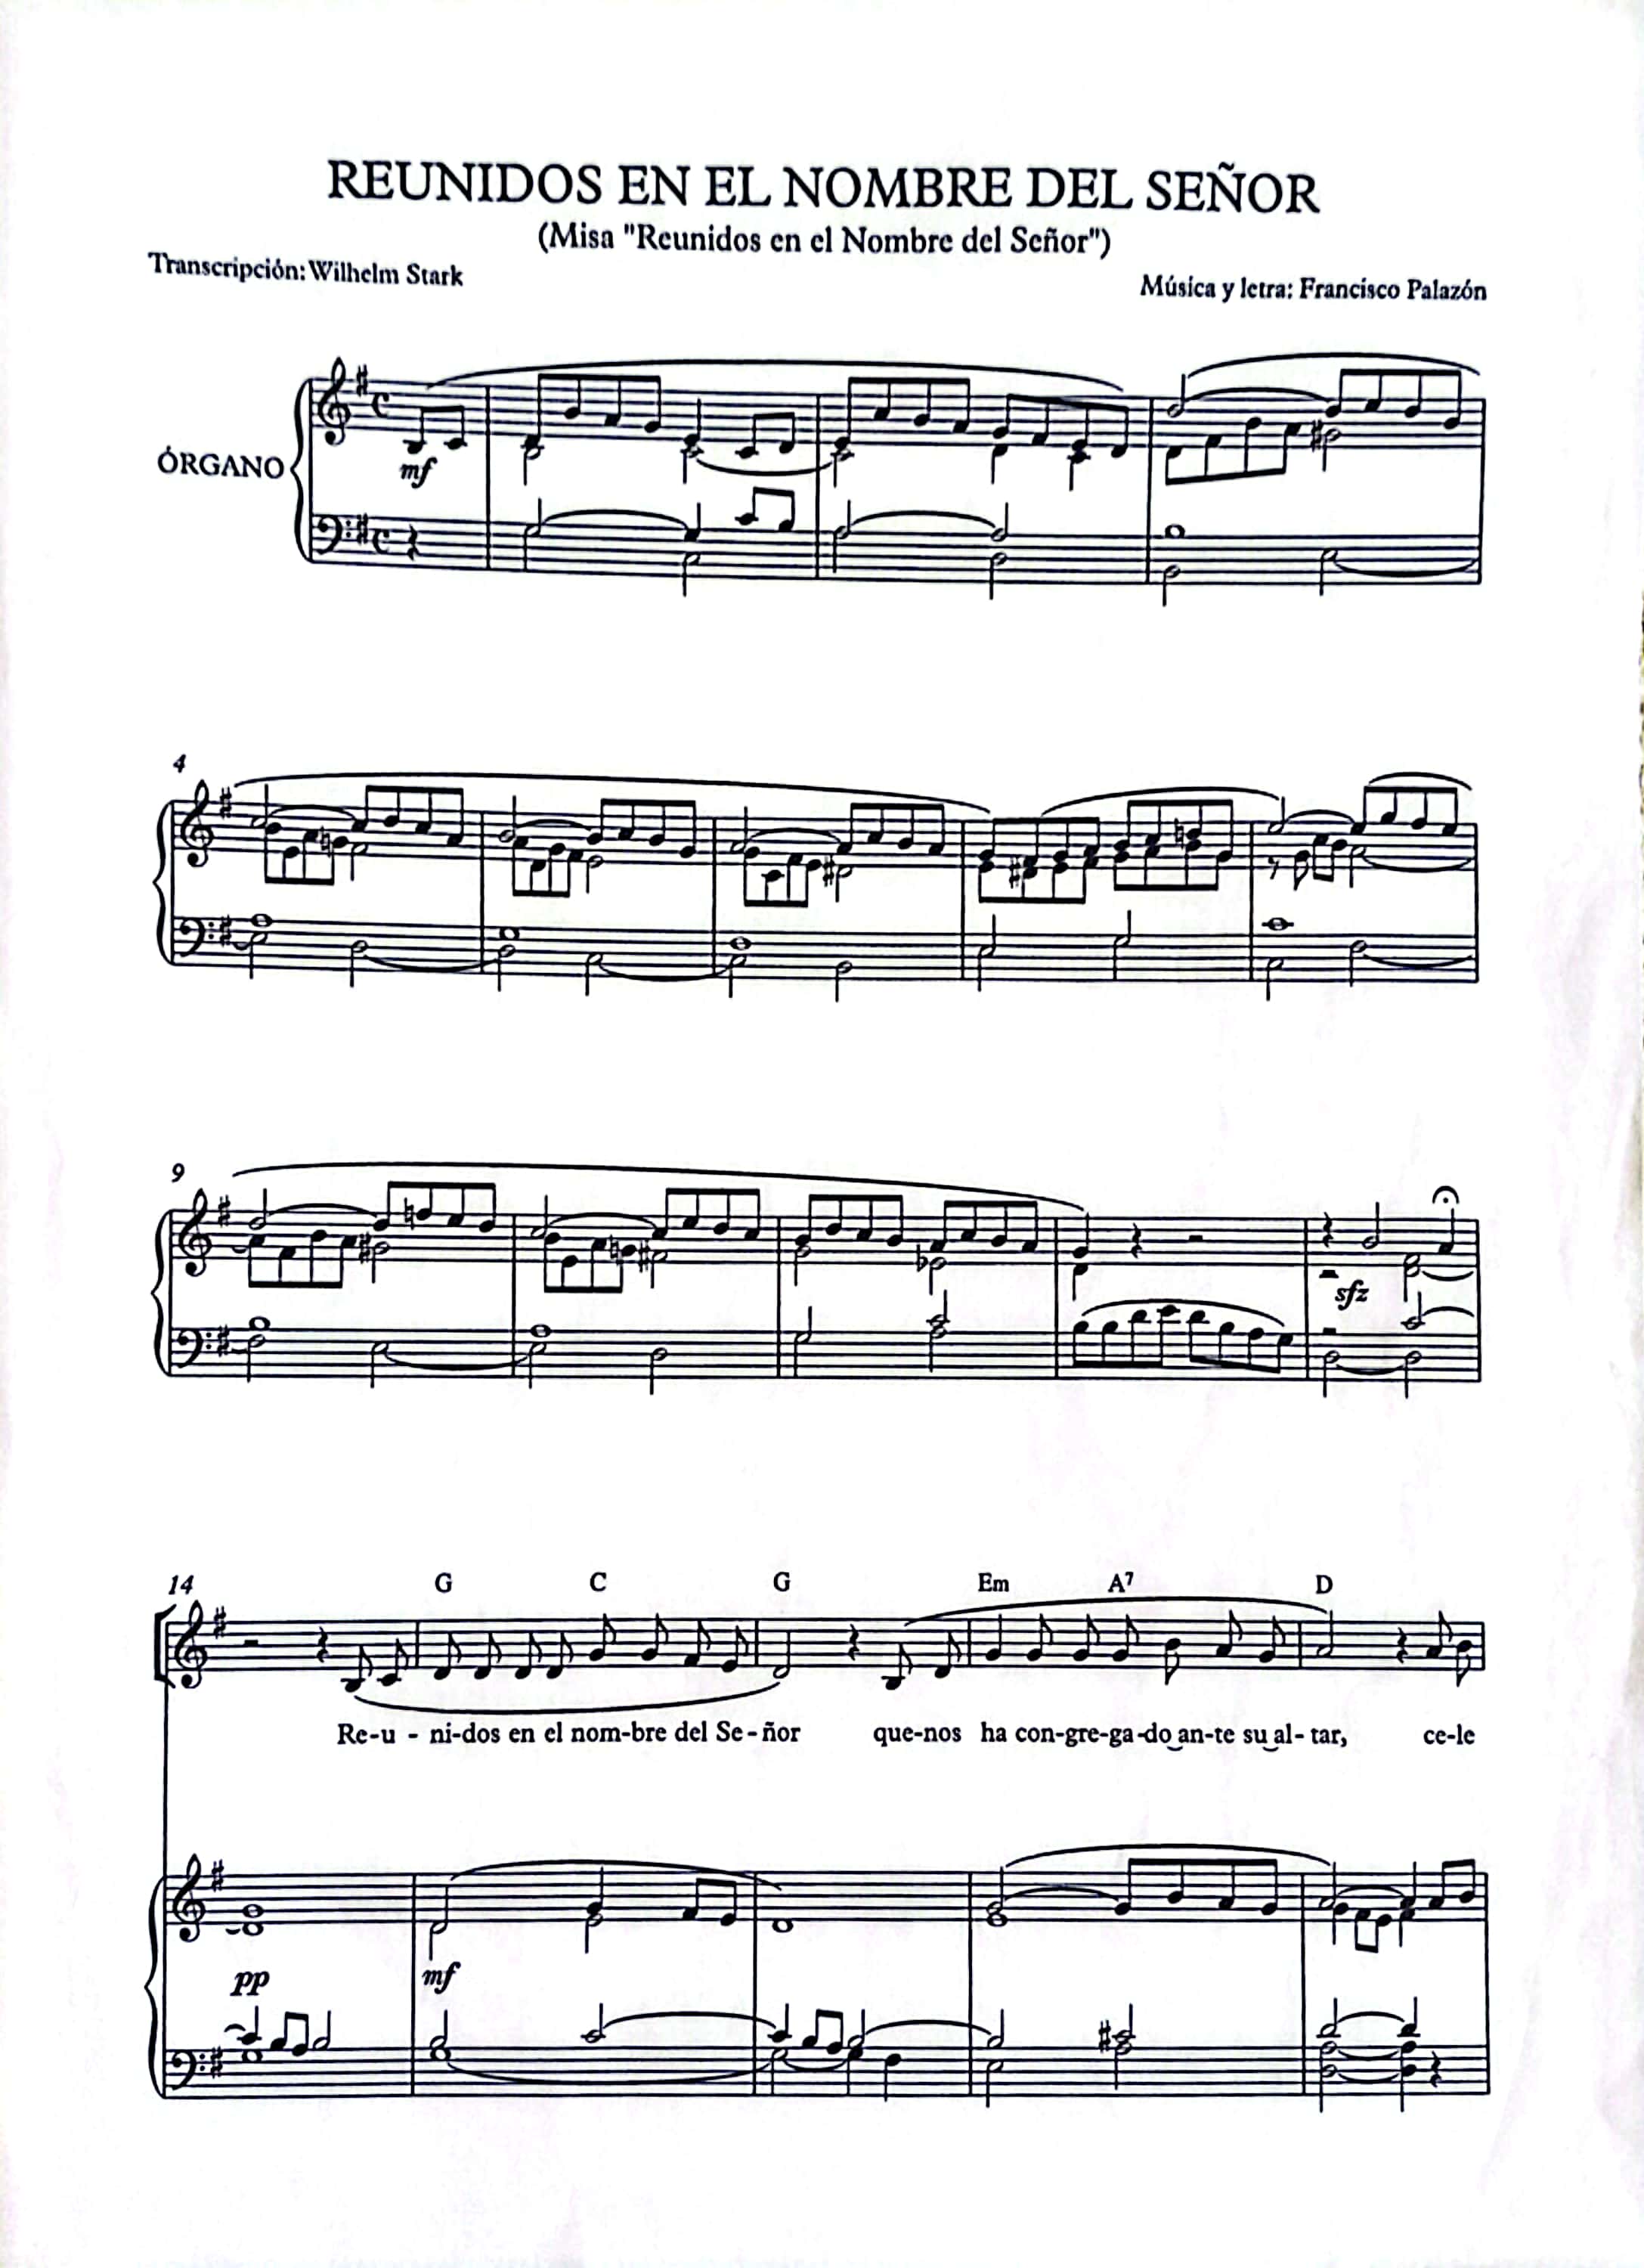 REUNIDOS EN EL NOMBRE DEL SEÑOR
(Misa "Reunidos en el Nombre del Señor")
Transcripción: Wilhelm Stark
Música y letra: Francisco Palazón
ÓRGANO
mf
4
9
sfz
14
G C G Em A7 D
Re-u - ni-dos en el nom-bre del Se-ñor que-nos ha con-gre-ga-do an-te su al- tar, ce-le
pp mf